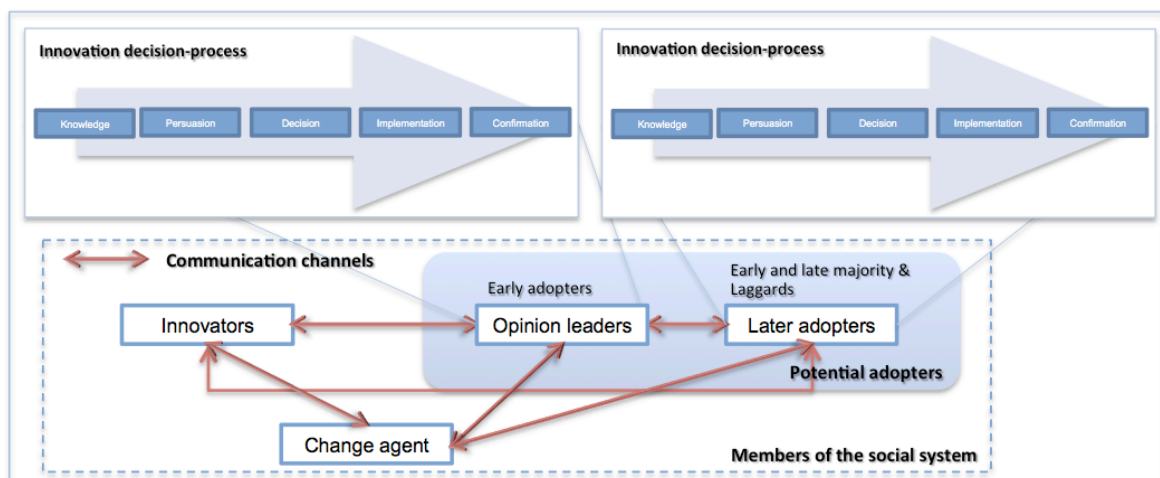 Innovation decision-process
Knowledge
Persuasion
Decision
Implementation
Confirmation
Innovation decision-process
Knowledge
Persuasion
Decision
Implementation
Confirmation
Communication channels
Early adopters
Early and late majority &
Laggards
Innovators
Opinion leaders
Later adopters
Potential adopters
Change agent
Members of the social system